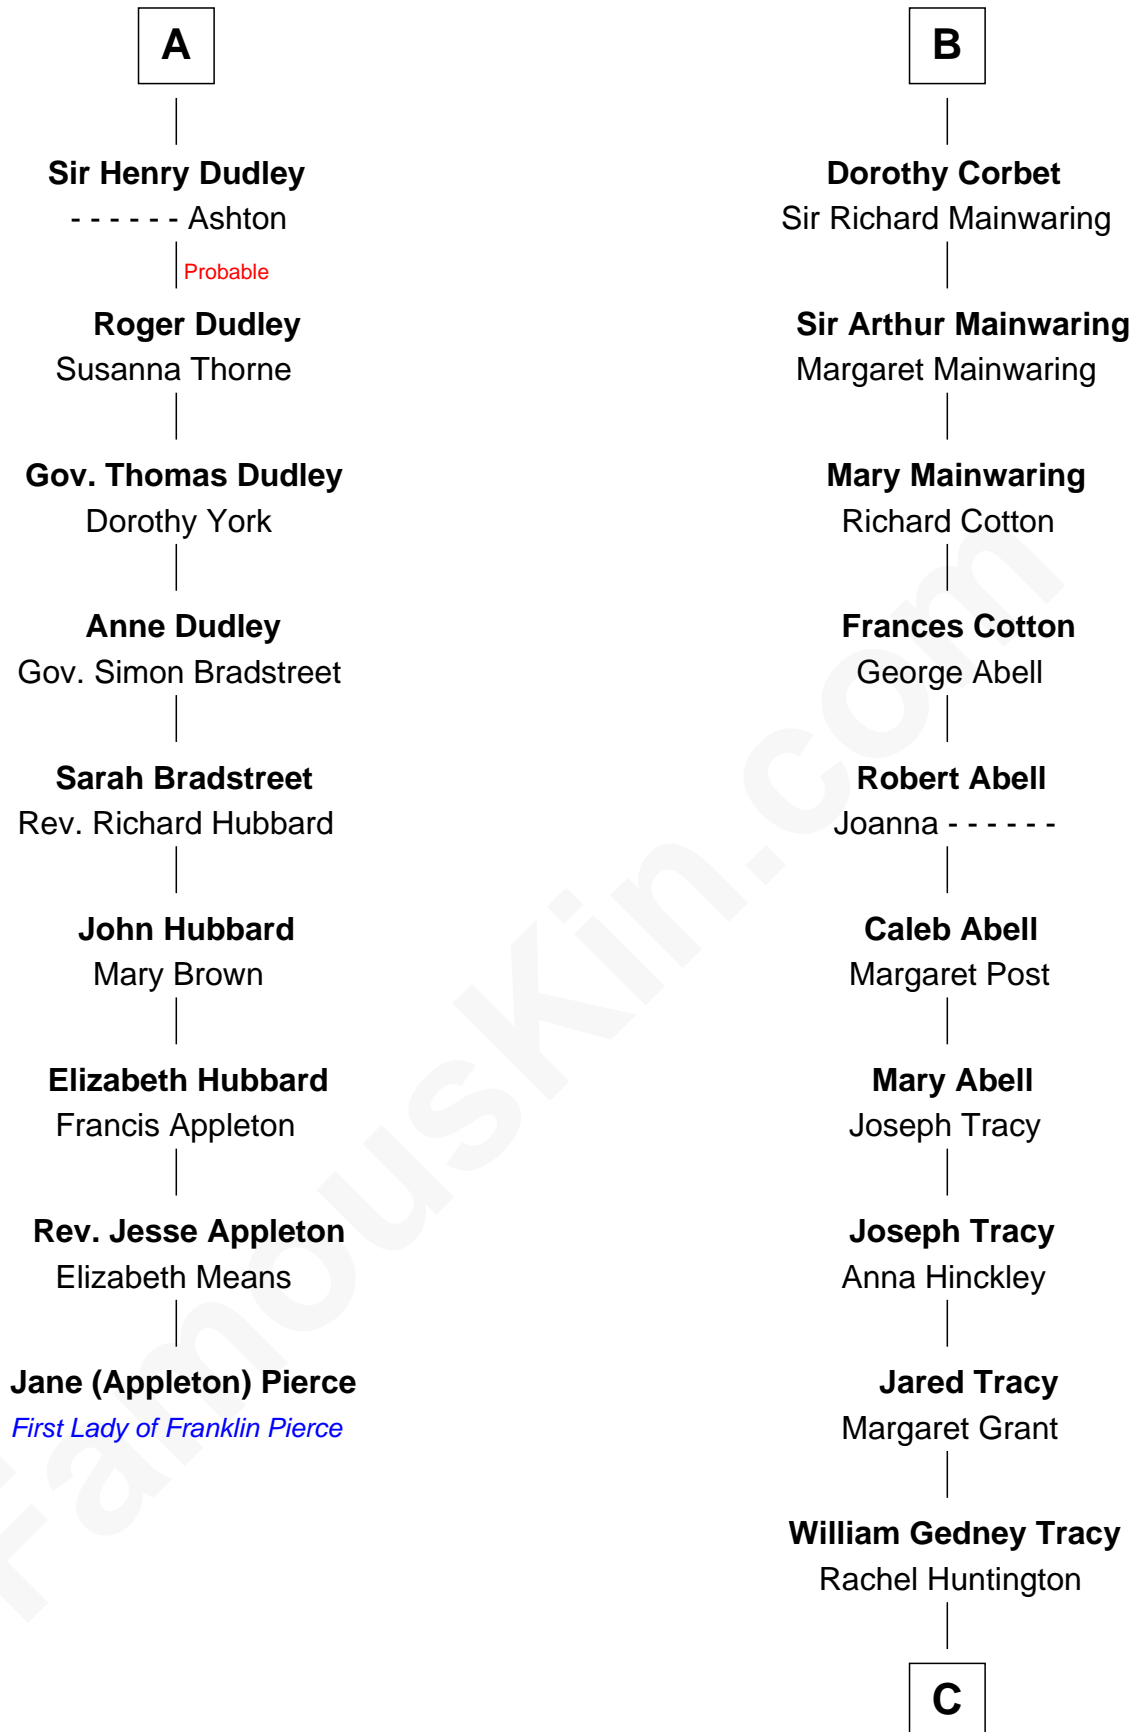 A
Sir Henry Dudley
- - - - - - Ashton
Probable
Roger Dudley
Susanna Thorne
Gov. Thomas Dudley
Dorothy York
Anne Dudley
Gov. Simon Bradstreet
Sarah Bradstreet
Rev. Richard Hubbard
John Hubbard
Mary Brown
Elizabeth Hubbard
Francis Appleton
Rev. Jesse Appleton
Elizabeth Means
Jane (Appleton) Pierce
First Lady of Franklin Pierce
B
Dorothy Corbet
Sir Richard Mainwaring
Sir Arthur Mainwaring
Margaret Mainwaring
Mary Mainwaring
Richard Cotton
Frances Cotton
George Abell
Robert Abell
Joanna - - - - - -
Caleb Abell
Margaret Post
Mary Abell
Joseph Tracy
Joseph Tracy
Anna Hinckley
Jared Tracy
Margaret Grant
William Gedney Tracy
Rachel Huntington
C
FamousKin.com